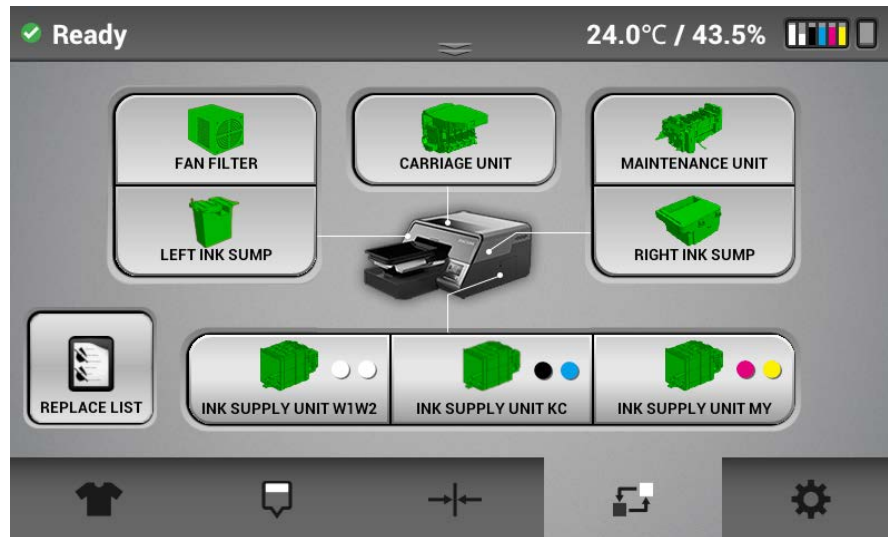 Ready
24.0°C / 43.5%
FAN FILTER
CARRIAGE UNIT
MAINTENANCE UNIT
LEFT INK SUMP
RIGHT INK SUMP
REPLACE LIST
INK SUPPLY UNIT W1W2
INK SUPPLY UNIT KC
INK SUPPLY UNIT MY